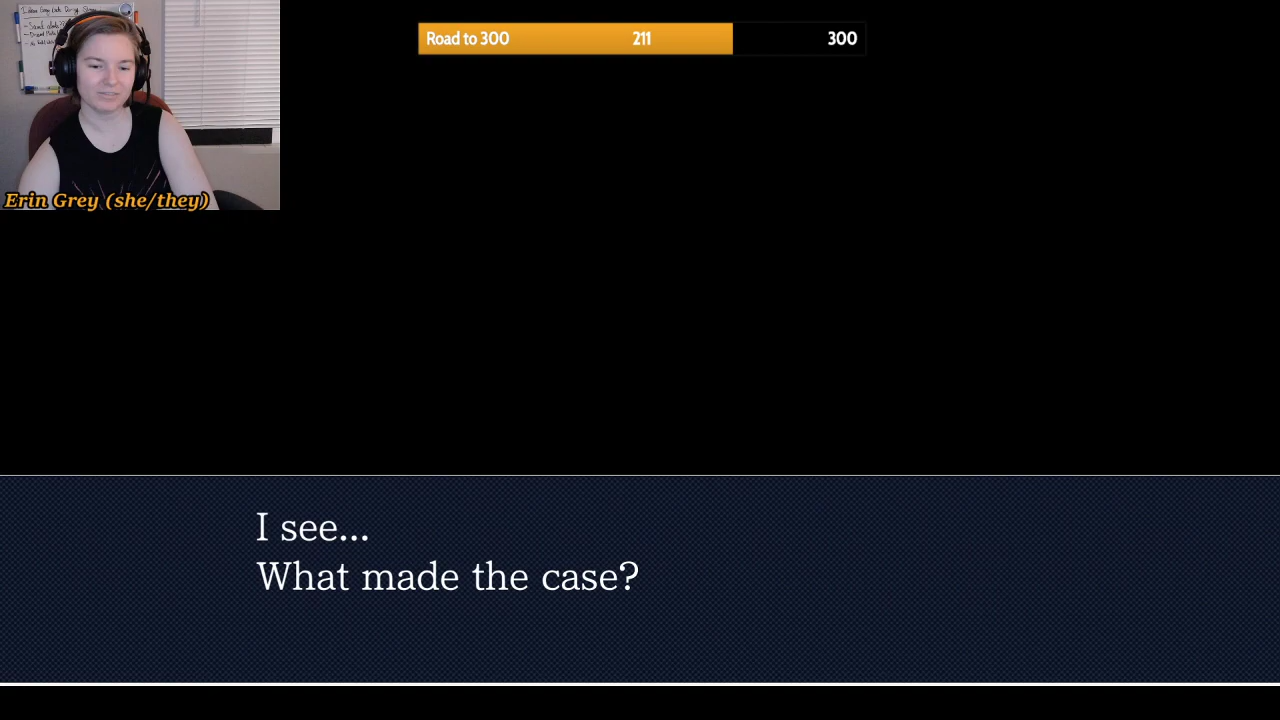 Road to 300 211 300
Erin Grey (she/they)
I see...
What made the case?